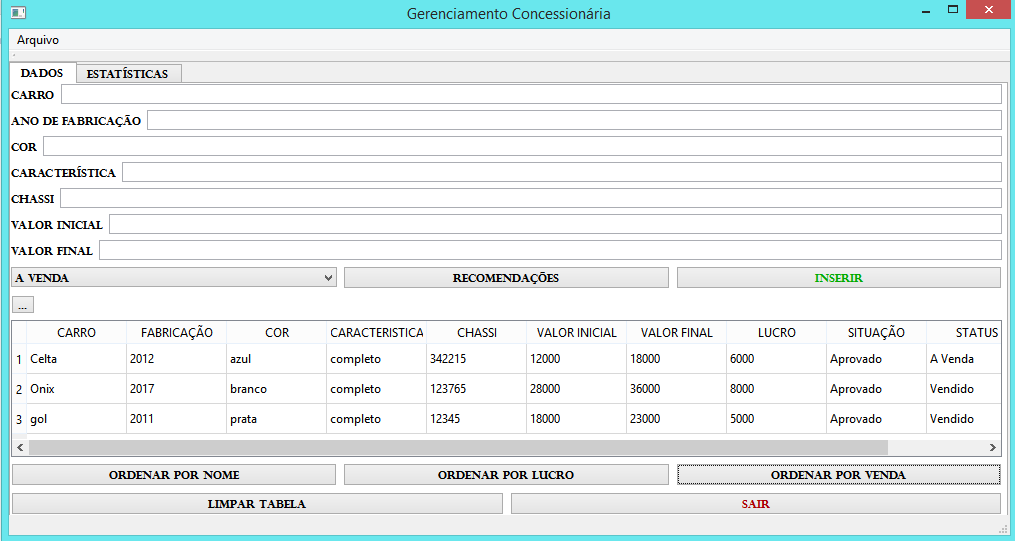 Gerenciamento Concessionária
Arquivo
DADOS ESTATÍSTICAS
CARRO
ANO DE FABRICAÇÃO
COR
CARACTERÍSTICA
CHASSI
VALOR INICIAL
VALOR FINAL
A VENDA RECOMENDAÇÕES INSERIR
...
CARRO FABRICAÇÃO COR CARACTERISTICA CHASSI VALOR INICIAL VALOR FINAL LUCRO SITUAÇÃO STATUS
1 Celta 2012 azul completo 342215 12000 18000 6000 Aprovado A Venda
2 Onix 2017 branco completo 123765 28000 36000 8000 Aprovado Vendido
3 gol 2011 prata completo 12345 18000 23000 5000 Aprovado Vendido
ORDENAR POR NOME ORDENAR POR LUCRO ORDENAR POR VENDA
LIMPAR TABELA SAIR